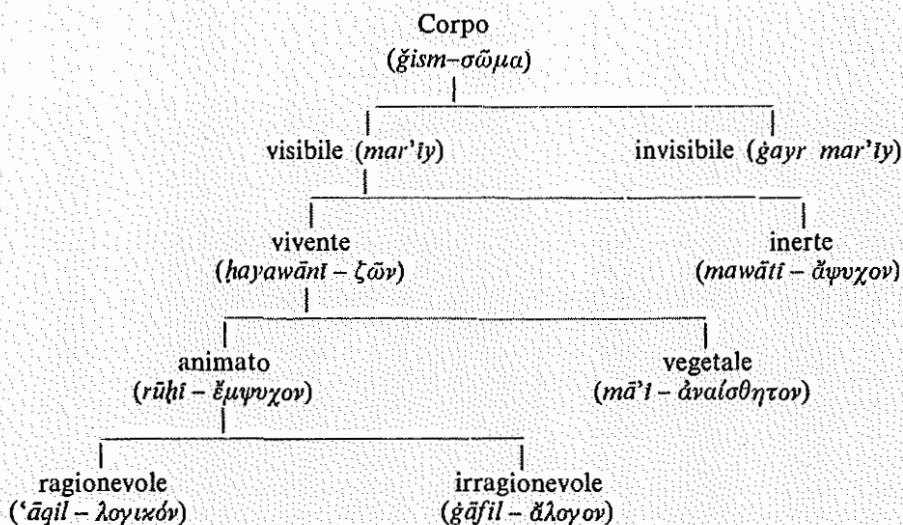 Corpo
(ǧism–σῶμα)
visibile (mar'īy) invisibile (ġayr mar'īy)
vivente inerte
(ḥayawānī – ζῶν) (mawātī – ἄψυχον)
animato vegetale
(rūḥī – ἔμψυχον) (mā'ī – ἀναίσθητον)
ragionevole irragionevole
(‘āqil – λογικόν) (ġāfil – ἄλογον)